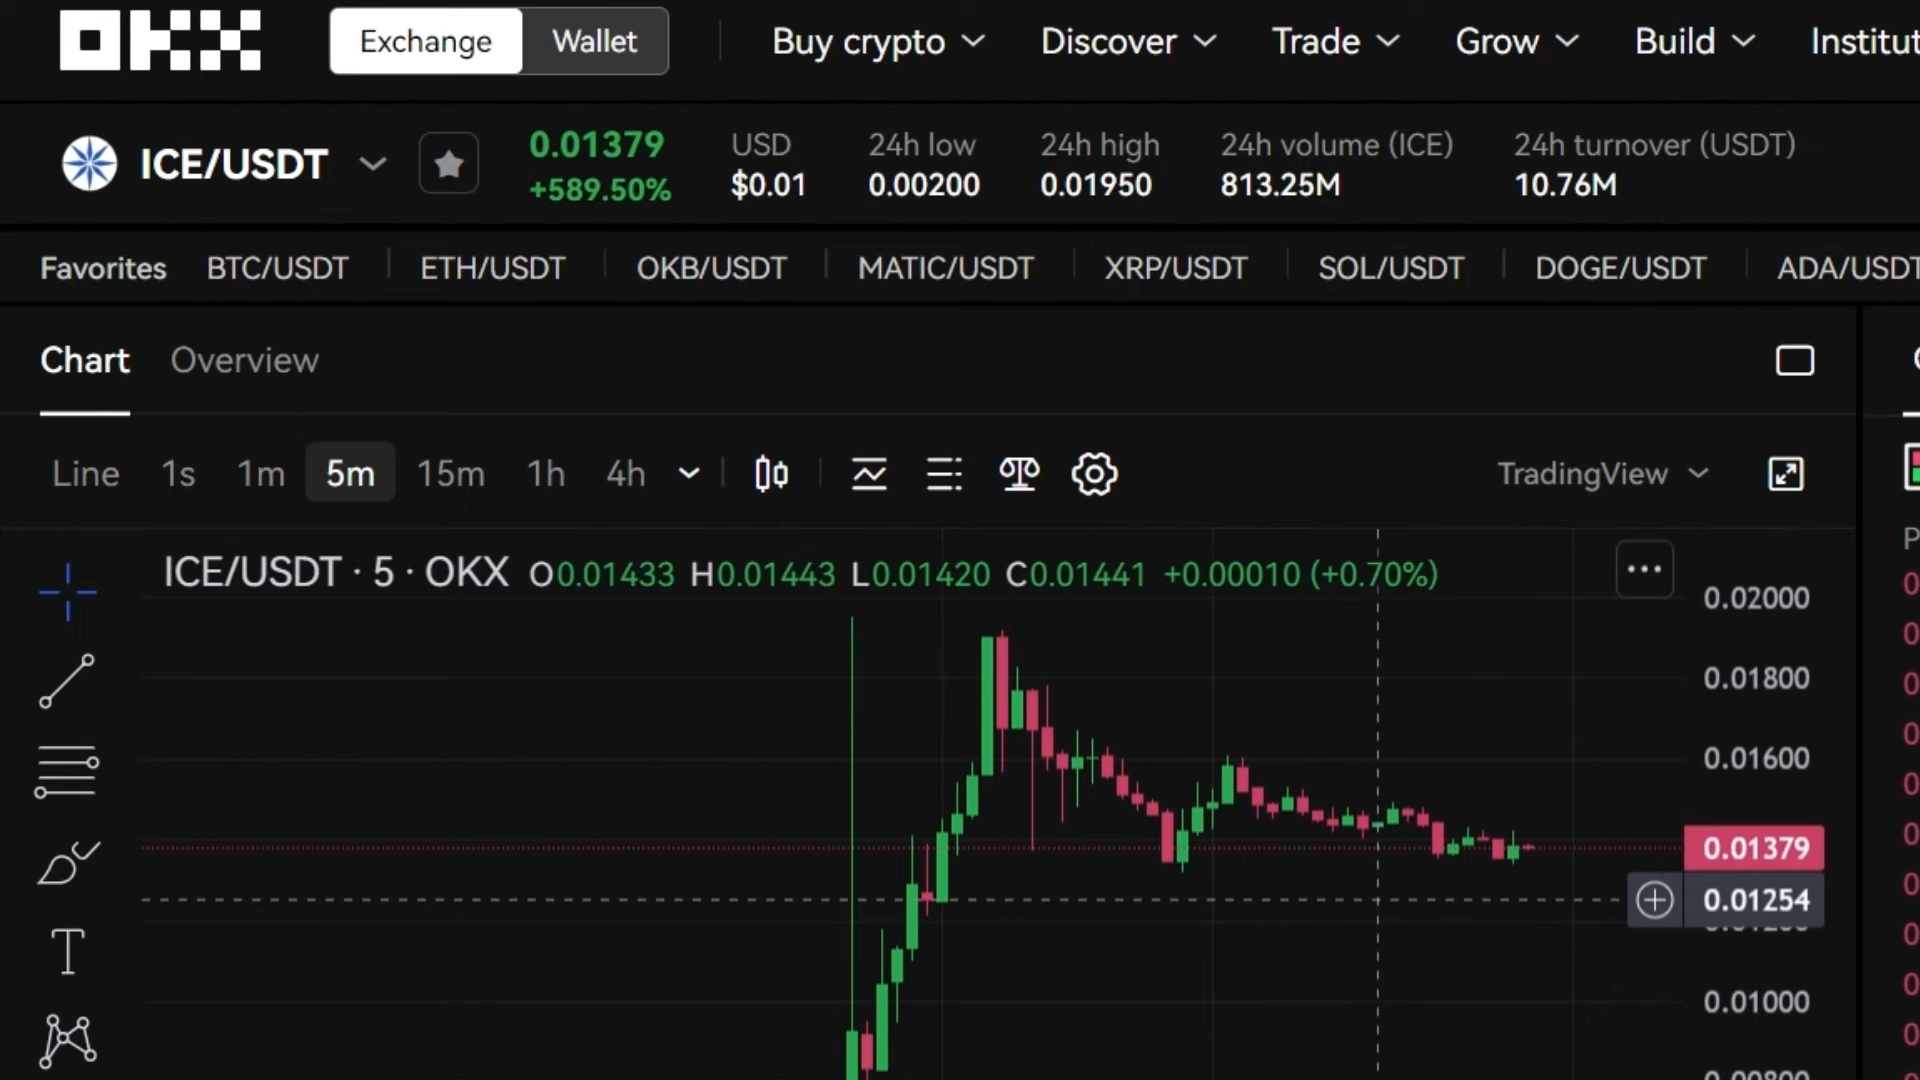 OKX Exchange Wallet Buy crypto Discover Trade Grow Build Institut
ICE/USDT 0.01379 USD 24h low 24h high 24h volume (ICE) 24h turnover (USDT)
+589.50% $0.01 0.00200 0.01950 813.25M 10.76M
Favorites BTC/USDT ETH/USDT OKB/USDT MATIC/USDT XRP/USDT SOL/USDT DOGE/USDT ADA/USDT
Chart Overview
Line 1s 1m 5m 15m 1h 4h TradingView
ICE/USDT · 5 · OKX O0.01433 H0.01443 L0.01420 C0.01441 +0.00010 (+0.70%)
0.02000
0.01800
0.01600
0.01379
0.01254
0.01000